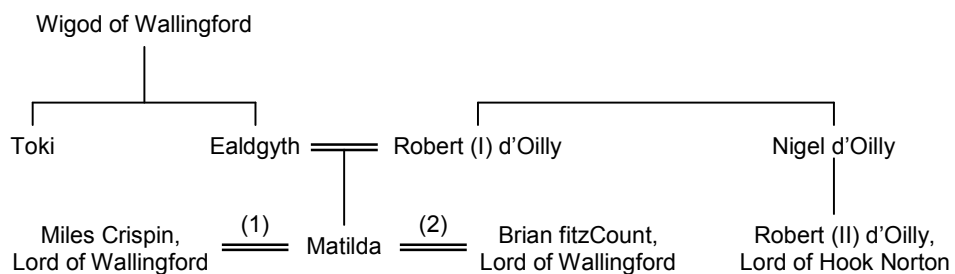 Wigod of Wallingford
Toki
Ealdgyth
Robert (I) d'Oilly
Nigel d'Oilly
Miles Crispin,
Lord of Wallingford
(1)
Matilda
(2)
Brian fitzCount,
Lord of Wallingford
Robert (II) d'Oilly,
Lord of Hook Norton